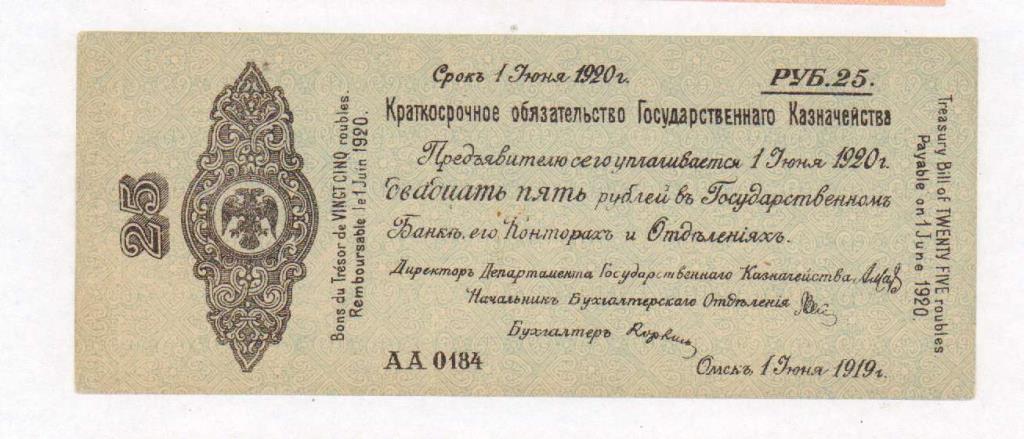 25
Bons du Trésor de VINGT CINQ roubles.
Remboursable le 1 Juin 1920.
Срокъ 1 Іюня 1920 г.
РУБ. 25.
Краткосрочное обязательство Государственнаго Казначейства
Предъявителю сего уплачивается 1 Іюня 1920 г.
двадцать пять рублей въ Государственномъ
Банкѣ, его Конторахъ и Отдѣленіяхъ.
Директоръ Департамента Государственнаго Казначейства
Начальникъ Бухгалтерскаго Отдѣленія
Бухгалтеръ
АА 0184
Омскъ, 1 Іюня 1919 г.
Treasury Bill of TWENTY FIVE roubles
Payable on 1 June 1920.